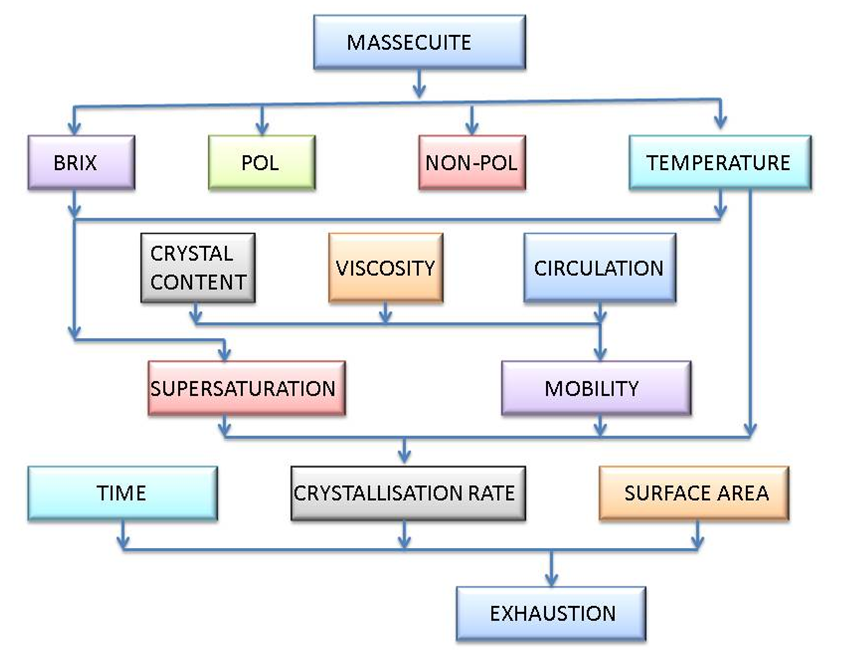 MASSECUITE
BRIX
POL
NON-POL
TEMPERATURE
CRYSTAL
CONTENT
VISCOSITY
CIRCULATION
SUPERSATURATION
MOBILITY
TIME
CRYSTALLISATION RATE
SURFACE AREA
EXHAUSTION